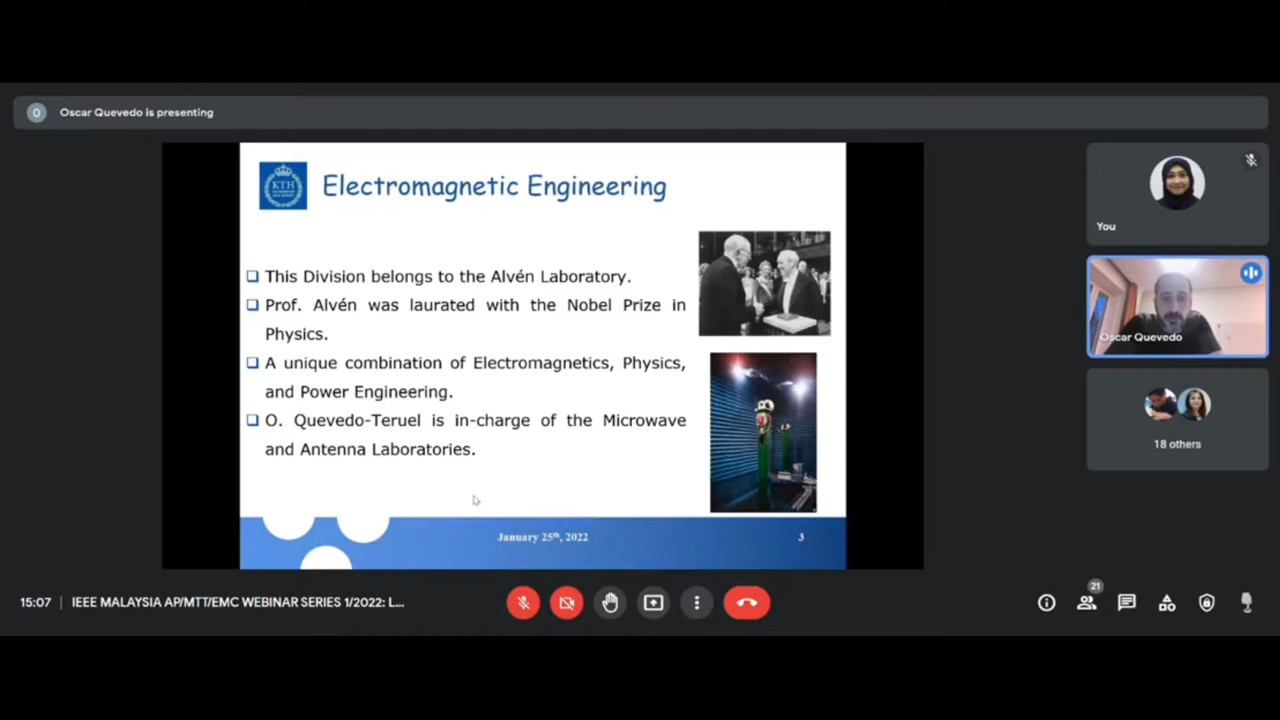 O
Oscar Quevedo is presenting
KTH
Electromagnetic Engineering
This Division belongs to the Alvén Laboratory.
Prof. Alvén was laurated with the Nobel Prize in
Physics.
A unique combination of Electromagnetics, Physics,
and Power Engineering.
O. Quevedo-Teruel is in-charge of the Microwave
and Antenna Laboratories.
January 25th, 2022
3
You
Oscar Quevedo
18 others
15:07 | IEEE MALAYSIA AP/MTT/EMC WEBINAR SERIES 1/2022: L...
21